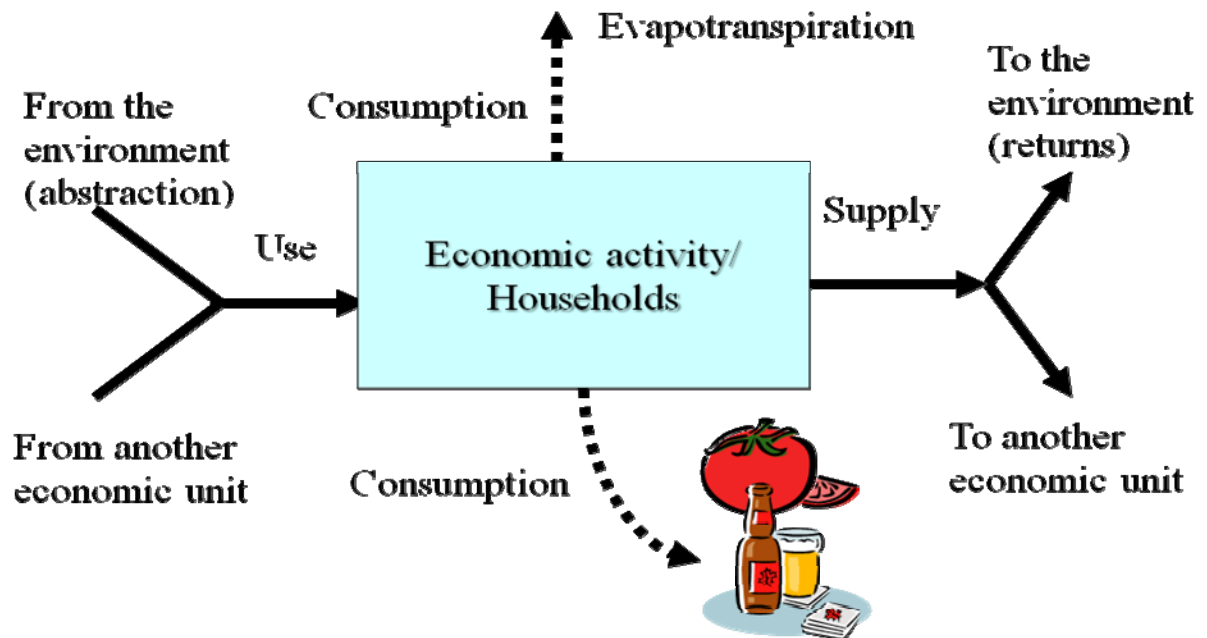 Evapotranspiration
Consumption
From the
environment
(abstraction)
Use
From another
economic unit
Economic activity/
Households
Consumption
Supply
To the
environment
(returns)
To another
economic unit